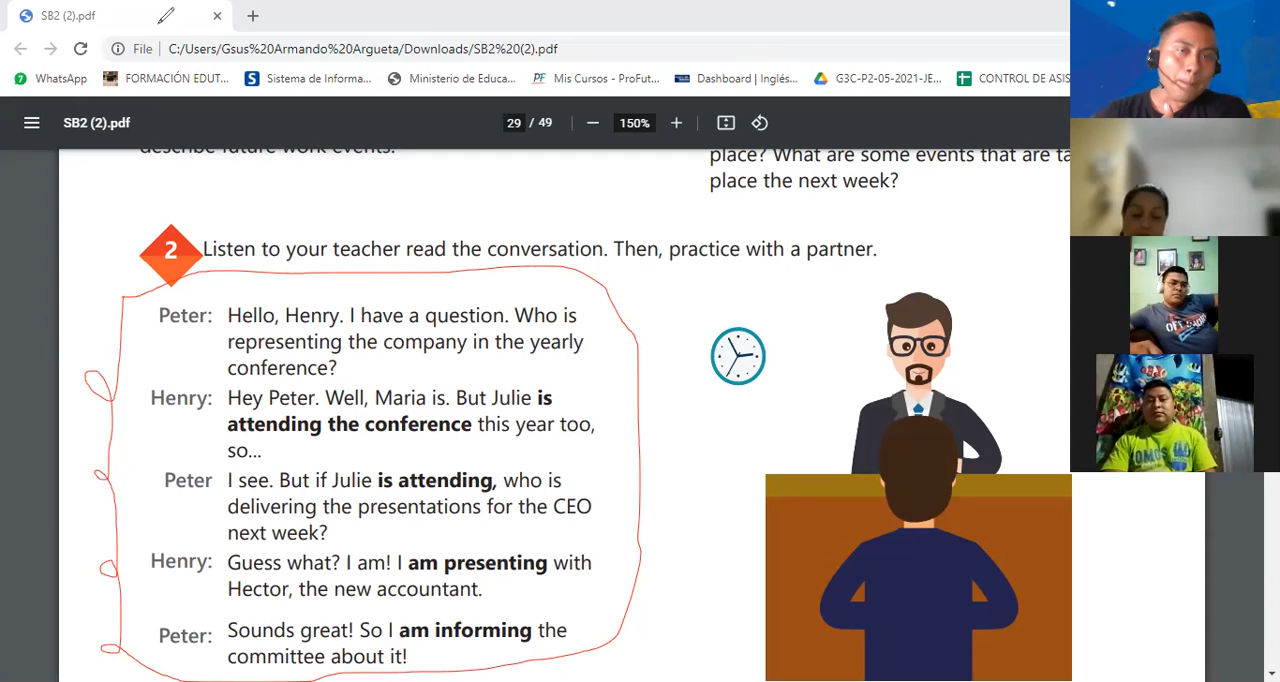 SB2 (2).pdf
File
C:/Users/Gsus%20Armando%20Argueta/Downloads/SB2%20(2).pdf
WhatsApp
FORMACIÓN EDUT...
Sistema de Informa...
Ministerio de Educa...
PF
Mis Cursos - ProFut...
Dashboard | Inglés...
G3C-P2-05-2021-JE...
CONTROL DE ASIS
SB2 (2).pdf
29 / 49
150%
describe future work events.
place? What are some events that are ta
place the next week?
2
Listen to your teacher read the conversation. Then, practice with a partner.
Peter: Hello, Henry. I have a question. Who is
representing the company in the yearly
conference?
Henry: Hey Peter. Well, Maria is. But Julie is
attending the conference this year too,
so...
Peter I see. But if Julie is attending, who is
delivering the presentations for the CEO
next week?
Henry: Guess what? I am! I am presenting with
Hector, the new accountant.
Peter: Sounds great! So I am informing the
committee about it!